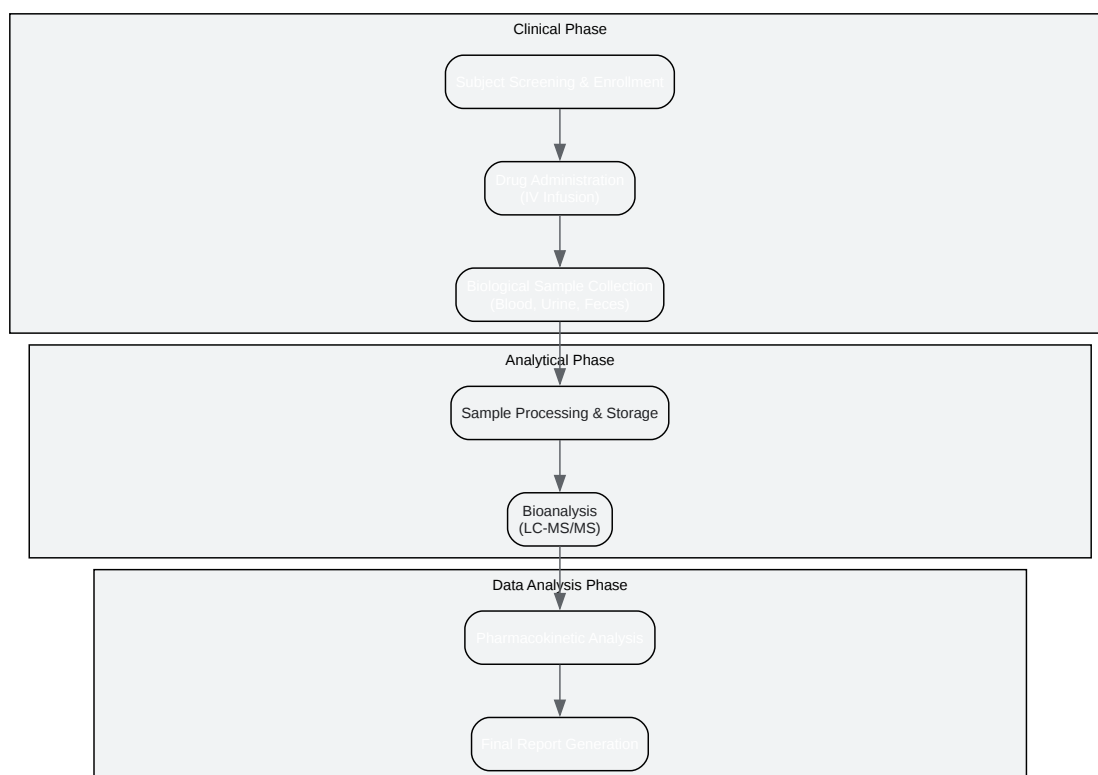 Clinical Phase
Subject Screening & Enrollment
Drug Administration
(IV Infusion)
Biological Sample Collection
(Blood, Urine, Feces)
Analytical Phase
Sample Processing & Storage
Bioanalysis
(LC-MS/MS)
Data Analysis Phase
Pharmacokinetic Analysis
Final Report Generation